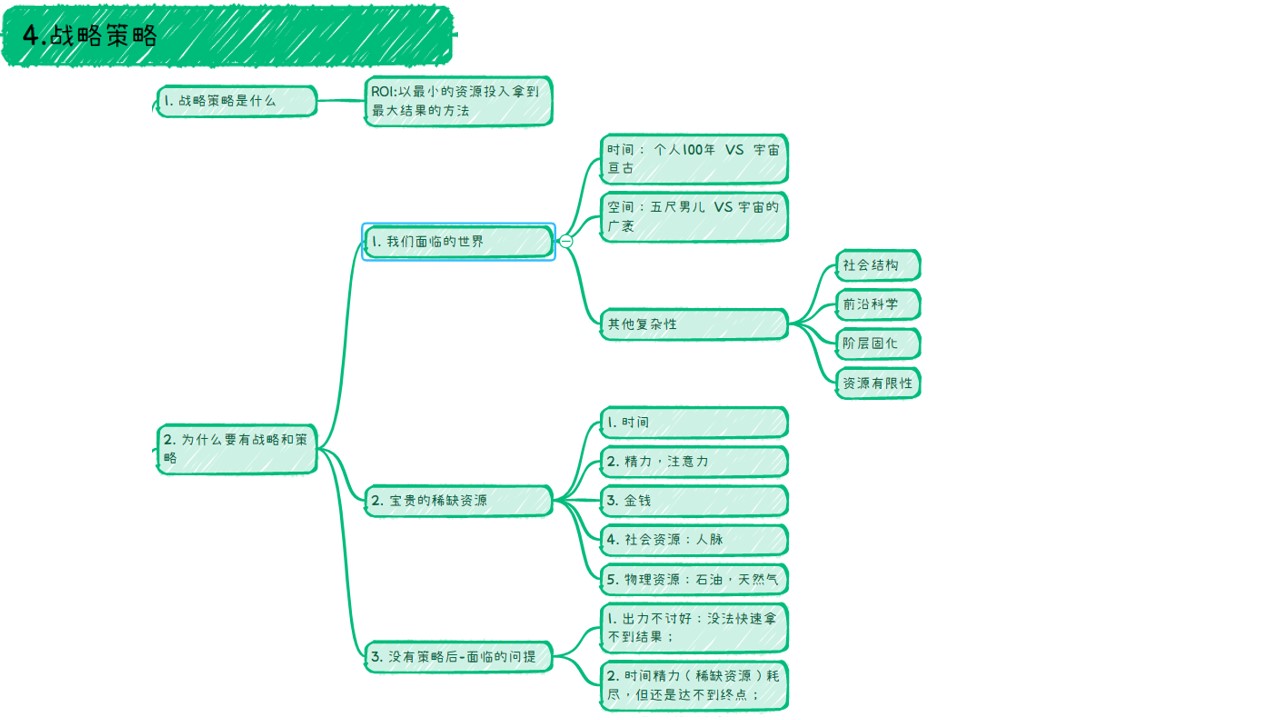 4.战略策略
1. 战略策略是什么
ROI:以最小的资源投入拿到
最大结果的方法
2. 为什么要有战略和策
略
1. 我们面临的世界
时间： 个人100年 VS 宇宙
亘古
空间：五尺男儿 VS 宇宙的
广袤
其他复杂性
社会结构
前沿科学
阶层固化
资源有限性
2. 宝贵的稀缺资源
1. 时间
2. 精力，注意力
3. 金钱
4. 社会资源：人脉
5. 物理资源：石油，天然气
3. 没有策略后-面临的问提
1. 出力不讨好：没法快速拿
不到结果；
2. 时间精力（稀缺资源）耗
尽，但还是达不到终点；